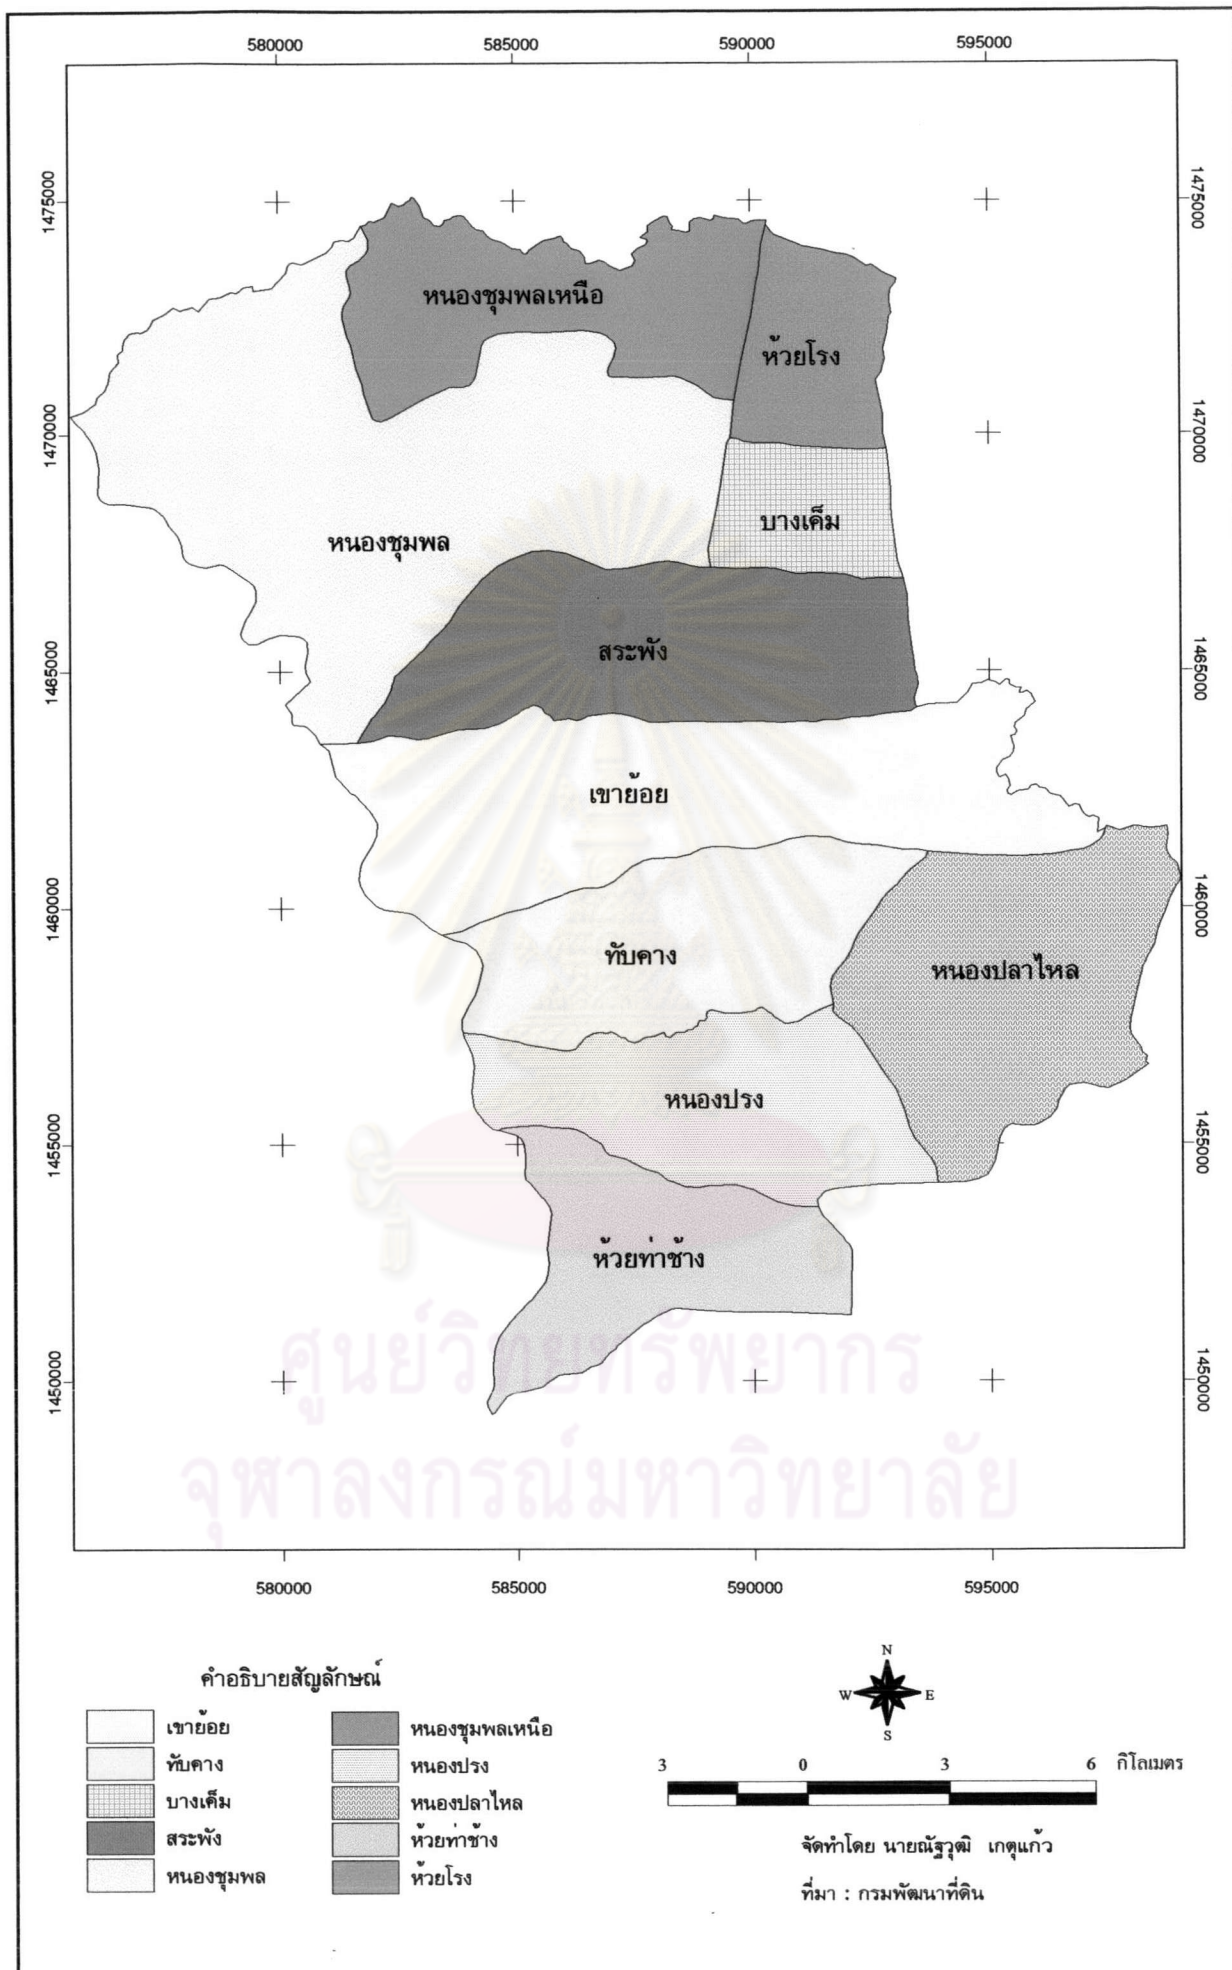 580000 585000 590000 595000
1475000 1475000
หนองชุมพลเหนือ
ห้วยโรง
1470000 1470000
บางเค็ม
หนองชุมพล
สระพัง
1465000 1465000
เขาย้อย
1460000 1460000
ทับคาง
หนองปลาไหล
หนองปรง
1455000 1455000
ห้วยท่าช้าง
ศูนย์วิทยทรัพยากร
1450000 1450000
จุฬาลงกรณ์มหาวิทยาลัย
580000 585000 590000 595000
คำอธิบายสัญลักษณ์
เขาย้อย
ทับคาง
บางเค็ม
สระพัง
หนองชุมพล
หนองชุมพลเหนือ
หนองปรง
หนองปลาไหล
ห้วยท่าช้าง
ห้วยโรง
N
W E
S
3 0 3 6 กิโลเมตร
จัดทำโดย นายณัฐวุฒิ เกตุแก้ว
ที่มา : กรมพัฒนาที่ดิน